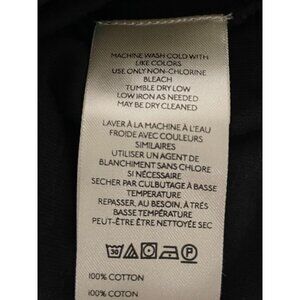 MACHINE WASH COLD WITH
LIKE COLORS
USE ONLY NON-CHLORINE
BLEACH
TUMBLE DRY LOW
LOW IRON AS NEEDED
MAY BE DRY CLEANED
LAVER À LA MACHINE À L'EAU
FROIDE AVEC COULEURS
SIMILAIRES
UTILISER UN AGENT DE
BLANCHIMENT SANS CHLORE
SI NÉCESSAIRE
SECHER PAR CULBUTAGE À BASSE
TEMPERATURE
REPASSER, AU BESOIN, À TRÈS
BASSE TEMPÉRATURE
PEUT-ÊTRE ÊTRE NETTOYÉ SEC
30
P
100% COTTON
100% COTON